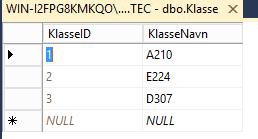 WIN-I2FPG8KMKQO\....TEC - dbo.Klasse
KlasseID KlasseNavn
1 A210
2 E224
3 D307
NULL NULL